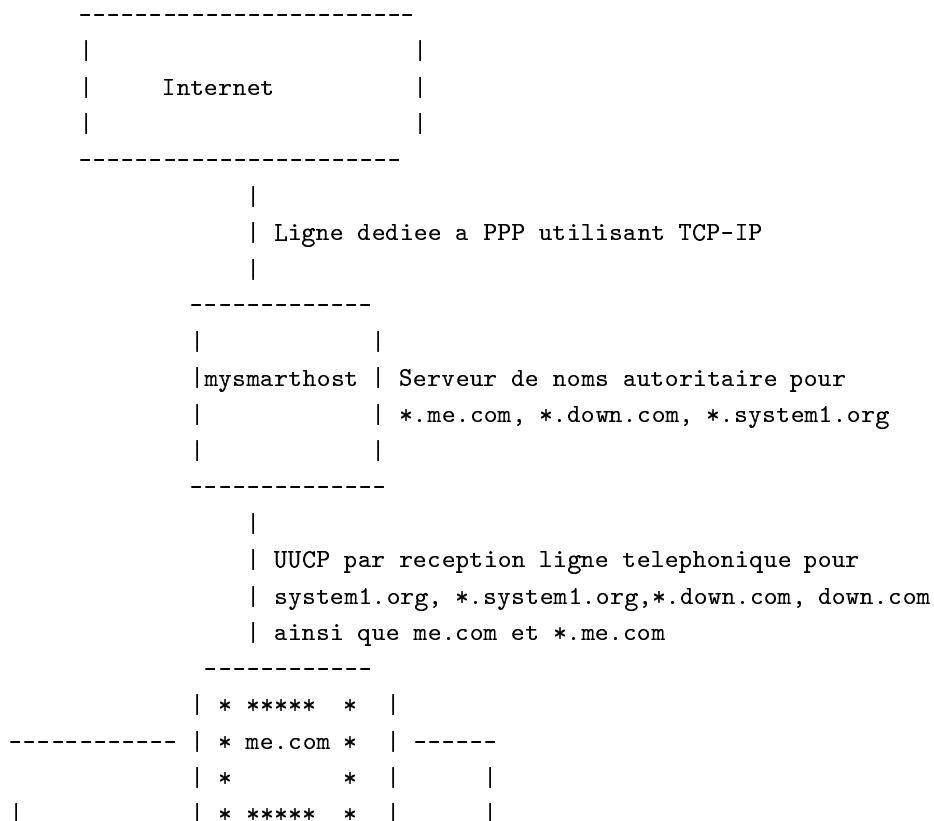 Internet
Ligne dediee a PPP utilisant TCP-IP
mysmarthost Serveur de noms autoritaire pour
*.me.com, *.down.com, *.system1.org
UUCP par reception ligne telephonique pour
system1.org, *.system1.org,*.down.com, down.com
ainsi que me.com et *.me.com
* ***** *
* me.com *
* *
* ***** *